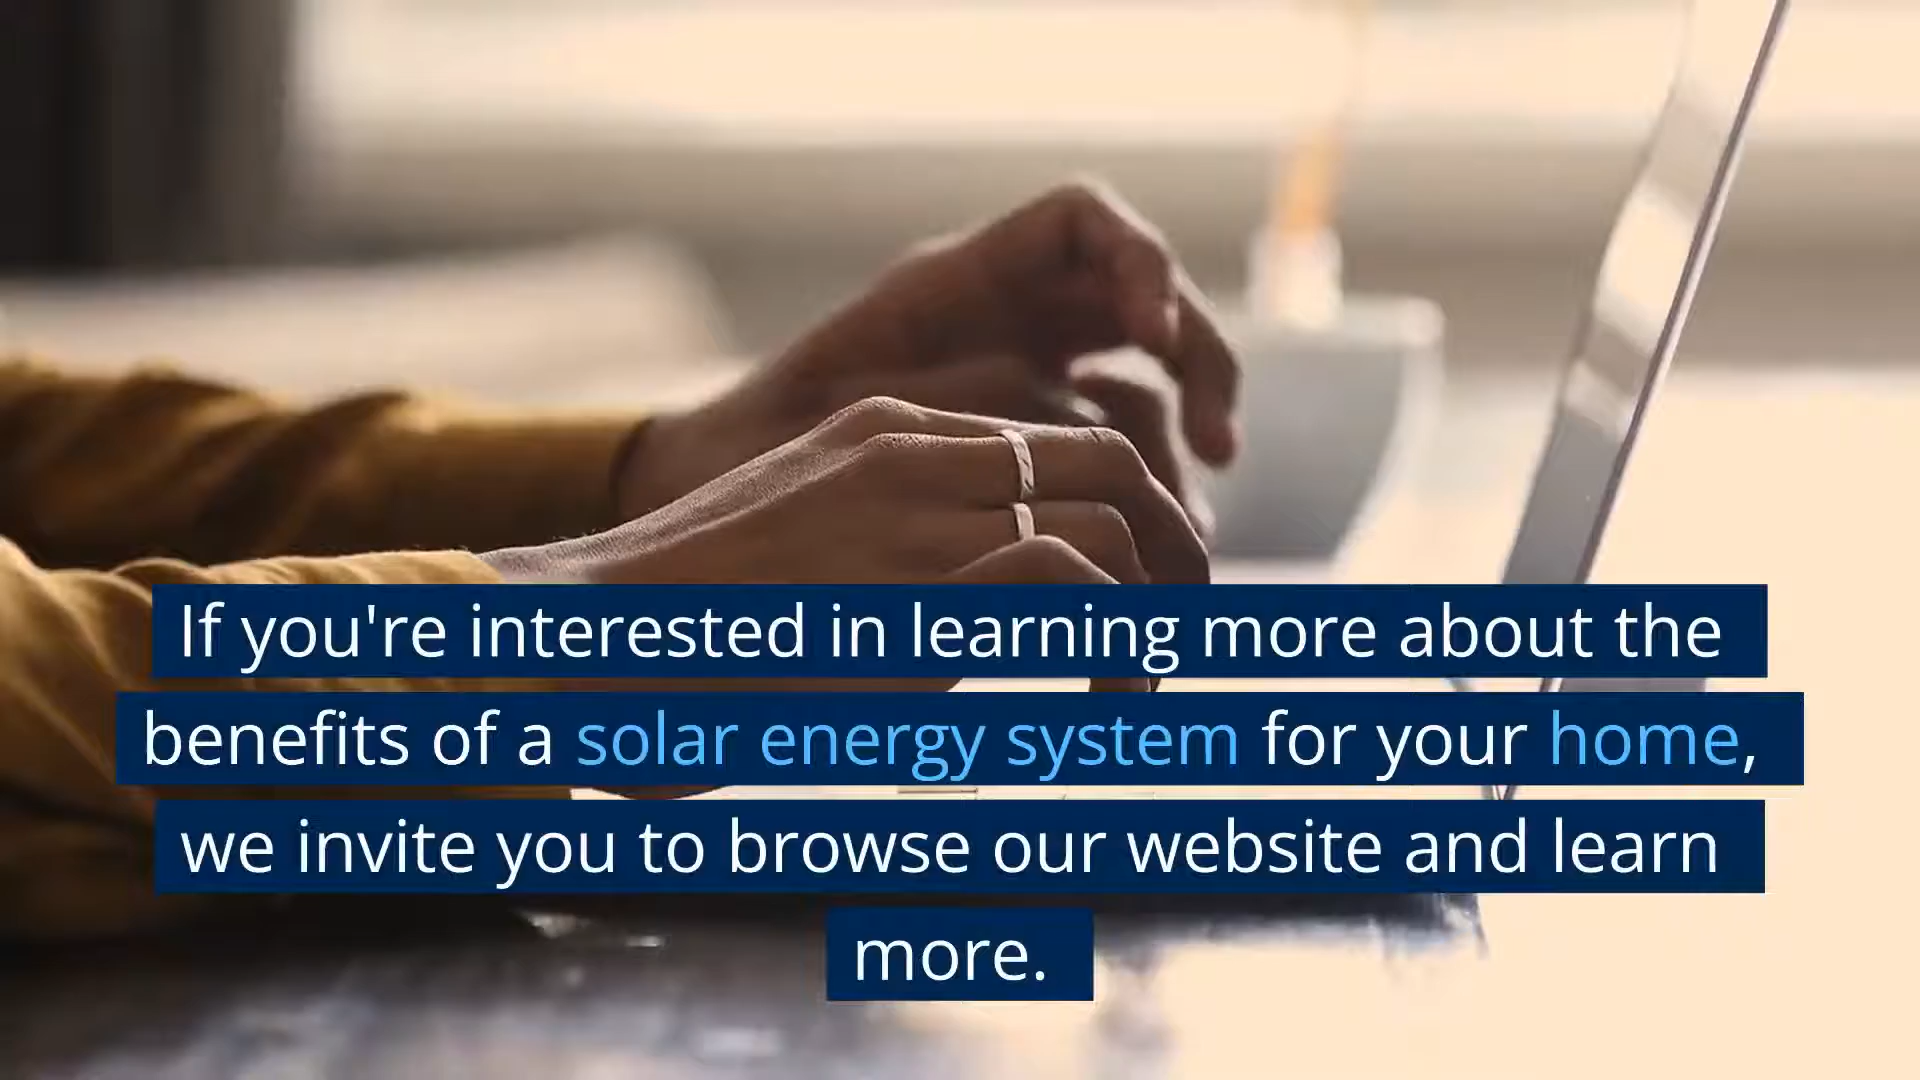 If you're interested in learning more about the
benefits of a solar energy system for your home,
we invite you to browse our website and learn
more.